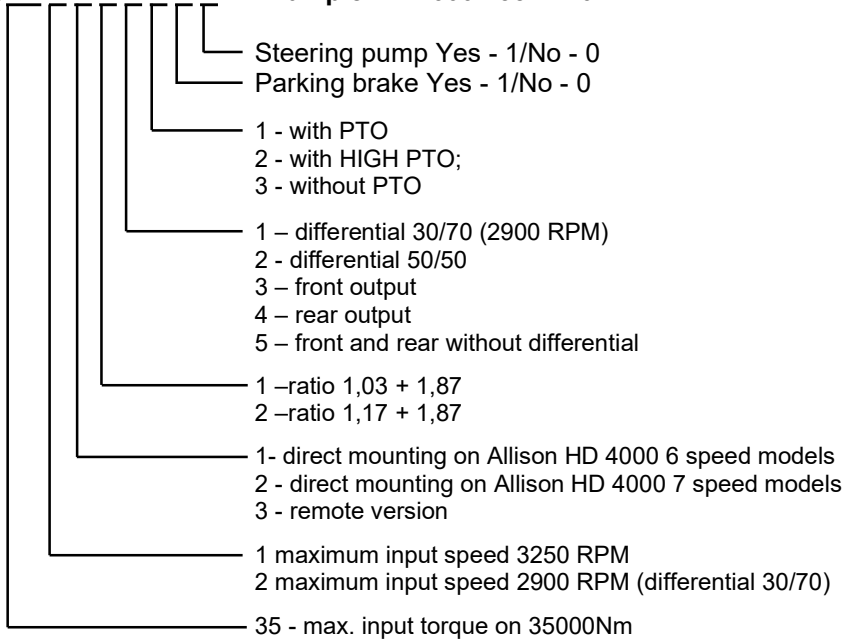 Steering pump Yes - 1/No - 0
Parking brake Yes - 1/No - 0
1 - with PTO
2 - with HIGH PTO;
3 - without PTO
1 – differential 30/70 (2900 RPM)
2 - differential 50/50
3 – front output
4 – rear output
5 – front and rear without differential
1 –ratio 1,03 + 1,87
2 –ratio 1,17 + 1,87
1- direct mounting on Allison HD 4000 6 speed models
2 - direct mounting on Allison HD 4000 7 speed models
3 - remote version
1 maximum input speed 3250 RPM
2 maximum input speed 2900 RPM (differential 30/70)
35 - max. input torque on 35000Nm